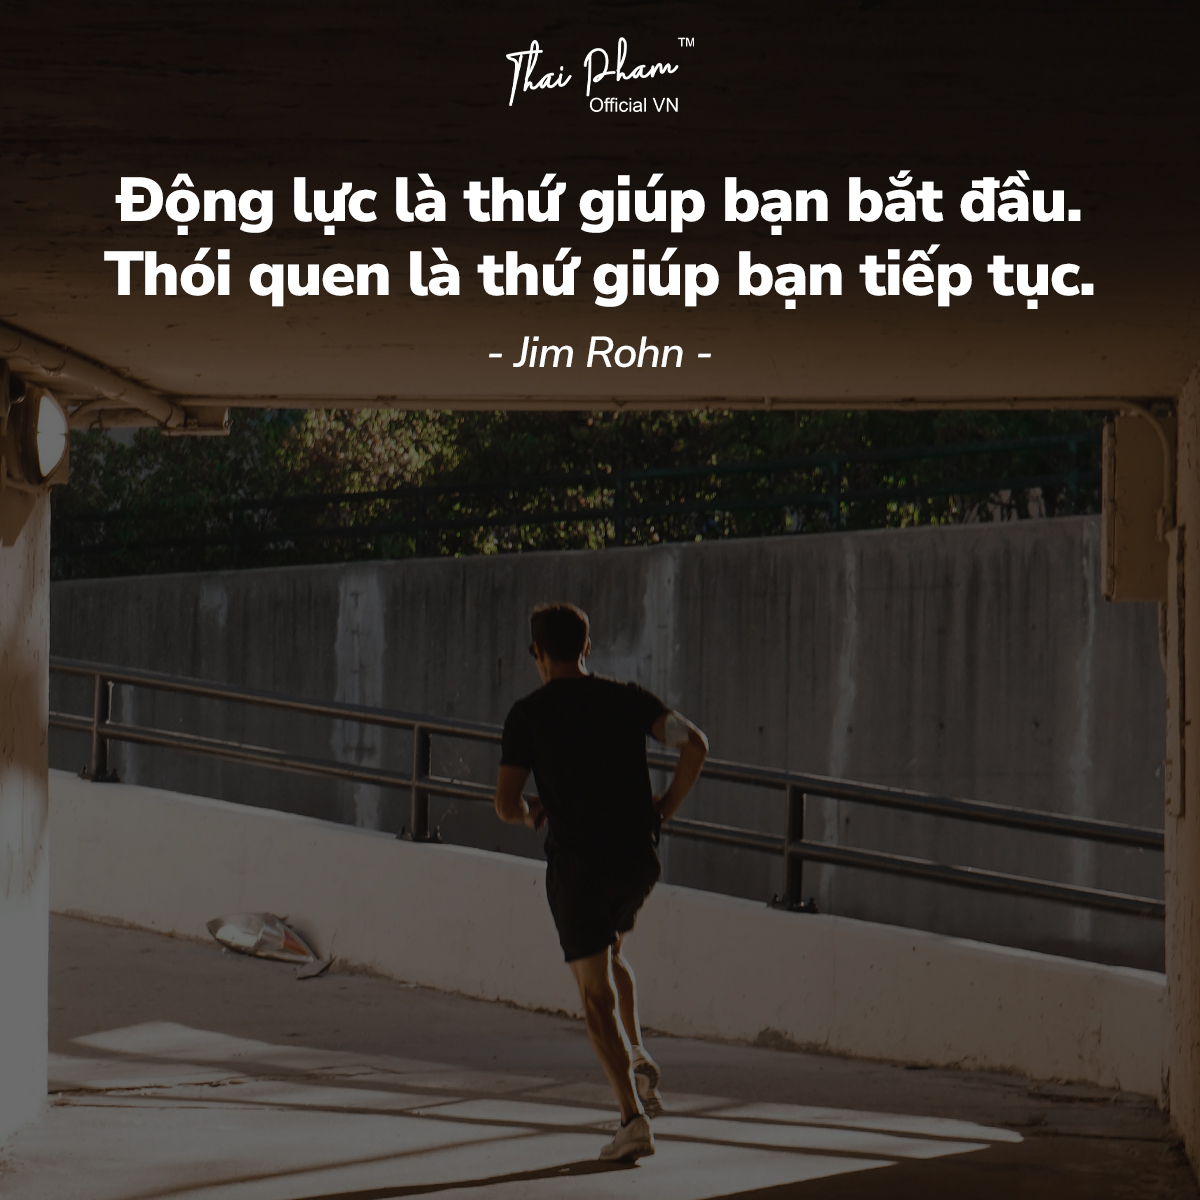 Thai Pham™
Official VN
Động lực là thứ giúp bạn bắt đầu.
Thói quen là thứ giúp bạn tiếp tục.
- Jim Rohn -